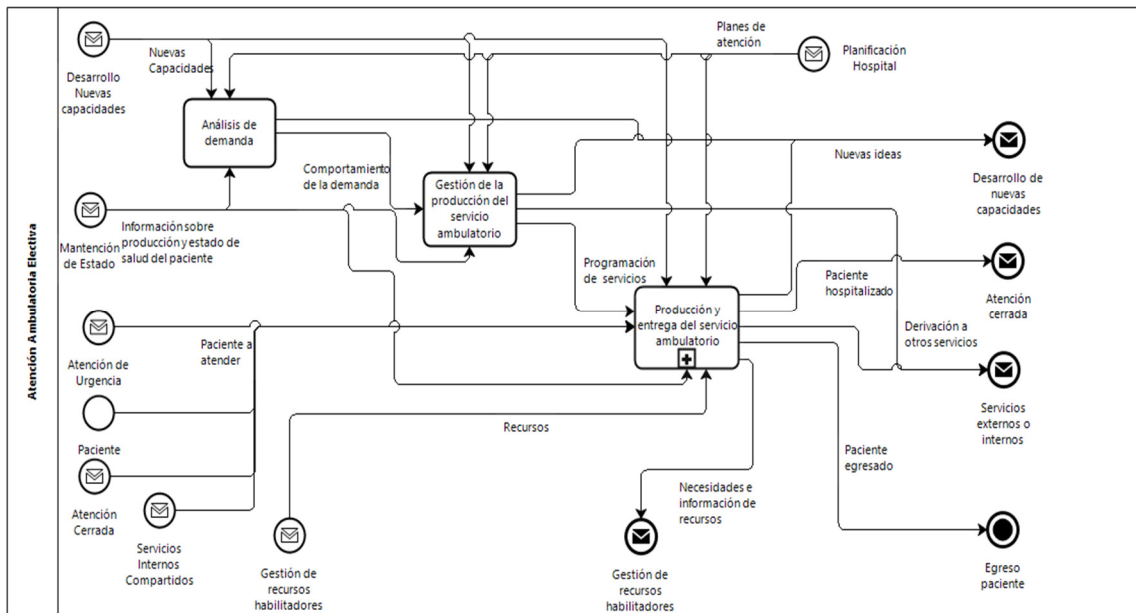 Atención Ambulatoria Electiva
Desarrollo
Nuevas
capacidades
Nuevas
Capacidades
Planes de
atención
Planificación
Hospital
Análisis de
demanda
Comportamiento
de la demanda
Gestión de la
producción del
servicio
ambulatorio
Nuevas ideas
Desarrollo de
nuevas
capacidades
Mantención
de Estado
Información sobre
producción y estado de
salud del paciente
Programación
de servicios
Paciente
hospitalizado
Atención
cerrada
Producción y
entrega del servicio
ambulatorio
Atención de
Urgencia
Paciente a
atender
Derivación a
otros servicios
Servicios
externos o
internos
Paciente
Recursos
Paciente
egresado
Atención
Cerrada
Servicios
Internos
Compartidos
Necesidades e
información de
recursos
Gestión de
recursos
habilitadores
Gestión de
recursos
habilitadores
Egreso
paciente